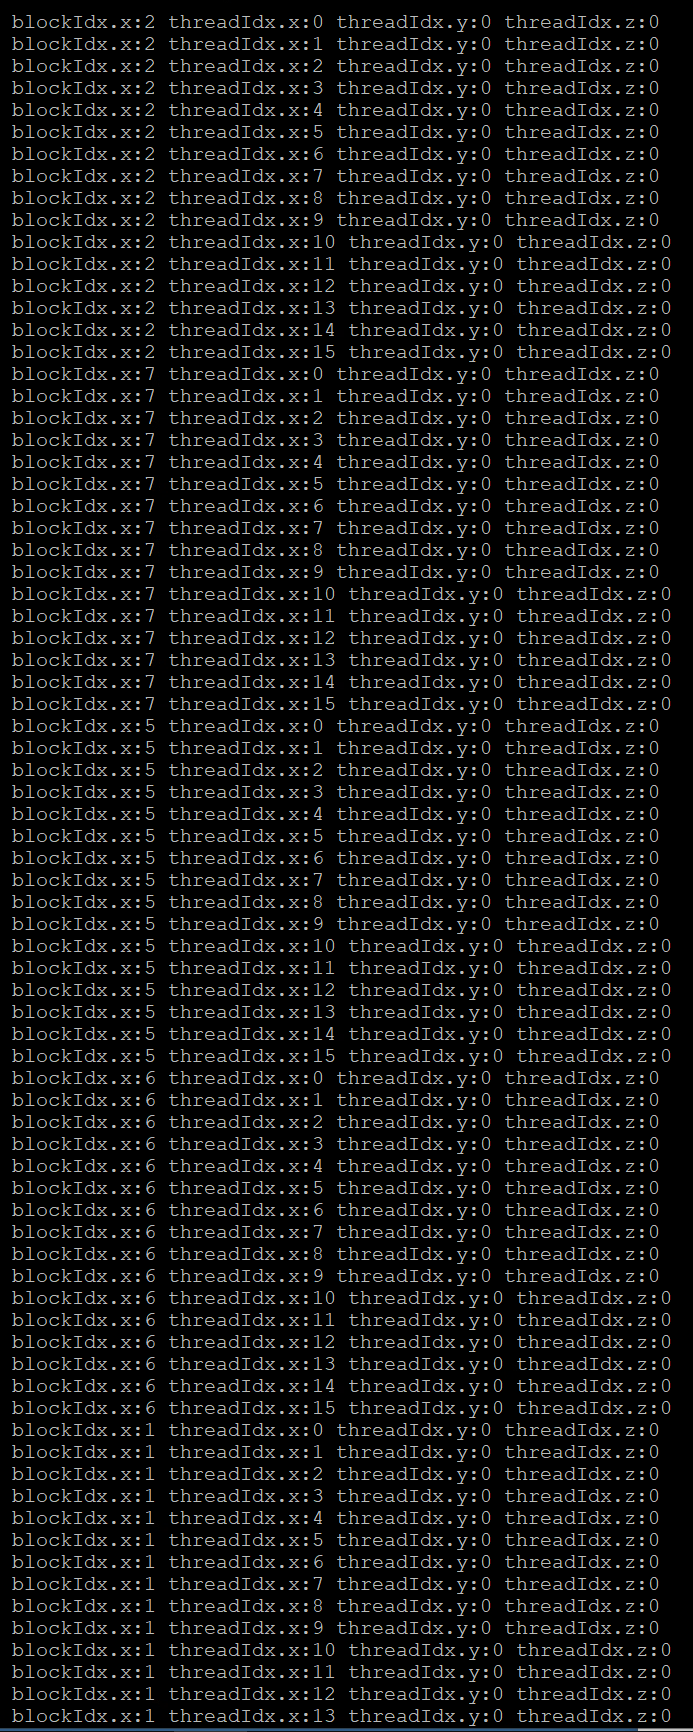 blockIdx.x:2 threadIdx.x:0 threadIdx.y:0 threadIdx.z:0
blockIdx.x:2 threadIdx.x:1 threadIdx.y:0 threadIdx.z:0
blockIdx.x:2 threadIdx.x:2 threadIdx.y:0 threadIdx.z:0
blockIdx.x:2 threadIdx.x:3 threadIdx.y:0 threadIdx.z:0
blockIdx.x:2 threadIdx.x:4 threadIdx.y:0 threadIdx.z:0
blockIdx.x:2 threadIdx.x:5 threadIdx.y:0 threadIdx.z:0
blockIdx.x:2 threadIdx.x:6 threadIdx.y:0 threadIdx.z:0
blockIdx.x:2 threadIdx.x:7 threadIdx.y:0 threadIdx.z:0
blockIdx.x:2 threadIdx.x:8 threadIdx.y:0 threadIdx.z:0
blockIdx.x:2 threadIdx.x:9 threadIdx.y:0 threadIdx.z:0
blockIdx.x:2 threadIdx.x:10 threadIdx.y:0 threadIdx.z:0
blockIdx.x:2 threadIdx.x:11 threadIdx.y:0 threadIdx.z:0
blockIdx.x:2 threadIdx.x:12 threadIdx.y:0 threadIdx.z:0
blockIdx.x:2 threadIdx.x:13 threadIdx.y:0 threadIdx.z:0
blockIdx.x:2 threadIdx.x:14 threadIdx.y:0 threadIdx.z:0
blockIdx.x:2 threadIdx.x:15 threadIdx.y:0 threadIdx.z:0
blockIdx.x:7 threadIdx.x:0 threadIdx.y:0 threadIdx.z:0
blockIdx.x:7 threadIdx.x:1 threadIdx.y:0 threadIdx.z:0
blockIdx.x:7 threadIdx.x:2 threadIdx.y:0 threadIdx.z:0
blockIdx.x:7 threadIdx.x:3 threadIdx.y:0 threadIdx.z:0
blockIdx.x:7 threadIdx.x:4 threadIdx.y:0 threadIdx.z:0
blockIdx.x:7 threadIdx.x:5 threadIdx.y:0 threadIdx.z:0
blockIdx.x:7 threadIdx.x:6 threadIdx.y:0 threadIdx.z:0
blockIdx.x:7 threadIdx.x:7 threadIdx.y:0 threadIdx.z:0
blockIdx.x:7 threadIdx.x:8 threadIdx.y:0 threadIdx.z:0
blockIdx.x:7 threadIdx.x:9 threadIdx.y:0 threadIdx.z:0
blockIdx.x:7 threadIdx.x:10 threadIdx.y:0 threadIdx.z:0
blockIdx.x:7 threadIdx.x:11 threadIdx.y:0 threadIdx.z:0
blockIdx.x:7 threadIdx.x:12 threadIdx.y:0 threadIdx.z:0
blockIdx.x:7 threadIdx.x:13 threadIdx.y:0 threadIdx.z:0
blockIdx.x:7 threadIdx.x:14 threadIdx.y:0 threadIdx.z:0
blockIdx.x:7 threadIdx.x:15 threadIdx.y:0 threadIdx.z:0
blockIdx.x:5 threadIdx.x:0 threadIdx.y:0 threadIdx.z:0
blockIdx.x:5 threadIdx.x:1 threadIdx.y:0 threadIdx.z:0
blockIdx.x:5 threadIdx.x:2 threadIdx.y:0 threadIdx.z:0
blockIdx.x:5 threadIdx.x:3 threadIdx.y:0 threadIdx.z:0
blockIdx.x:5 threadIdx.x:4 threadIdx.y:0 threadIdx.z:0
blockIdx.x:5 threadIdx.x:5 threadIdx.y:0 threadIdx.z:0
blockIdx.x:5 threadIdx.x:6 threadIdx.y:0 threadIdx.z:0
blockIdx.x:5 threadIdx.x:7 threadIdx.y:0 threadIdx.z:0
blockIdx.x:5 threadIdx.x:8 threadIdx.y:0 threadIdx.z:0
blockIdx.x:5 threadIdx.x:9 threadIdx.y:0 threadIdx.z:0
blockIdx.x:5 threadIdx.x:10 threadIdx.y:0 threadIdx.z:0
blockIdx.x:5 threadIdx.x:11 threadIdx.y:0 threadIdx.z:0
blockIdx.x:5 threadIdx.x:12 threadIdx.y:0 threadIdx.z:0
blockIdx.x:5 threadIdx.x:13 threadIdx.y:0 threadIdx.z:0
blockIdx.x:5 threadIdx.x:14 threadIdx.y:0 threadIdx.z:0
blockIdx.x:5 threadIdx.x:15 threadIdx.y:0 threadIdx.z:0
blockIdx.x:6 threadIdx.x:0 threadIdx.y:0 threadIdx.z:0
blockIdx.x:6 threadIdx.x:1 threadIdx.y:0 threadIdx.z:0
blockIdx.x:6 threadIdx.x:2 threadIdx.y:0 threadIdx.z:0
blockIdx.x:6 threadIdx.x:3 threadIdx.y:0 threadIdx.z:0
blockIdx.x:6 threadIdx.x:4 threadIdx.y:0 threadIdx.z:0
blockIdx.x:6 threadIdx.x:5 threadIdx.y:0 threadIdx.z:0
blockIdx.x:6 threadIdx.x:6 threadIdx.y:0 threadIdx.z:0
blockIdx.x:6 threadIdx.x:7 threadIdx.y:0 threadIdx.z:0
blockIdx.x:6 threadIdx.x:8 threadIdx.y:0 threadIdx.z:0
blockIdx.x:6 threadIdx.x:9 threadIdx.y:0 threadIdx.z:0
blockIdx.x:6 threadIdx.x:10 threadIdx.y:0 threadIdx.z:0
blockIdx.x:6 threadIdx.x:11 threadIdx.y:0 threadIdx.z:0
blockIdx.x:6 threadIdx.x:12 threadIdx.y:0 threadIdx.z:0
blockIdx.x:6 threadIdx.x:13 threadIdx.y:0 threadIdx.z:0
blockIdx.x:6 threadIdx.x:14 threadIdx.y:0 threadIdx.z:0
blockIdx.x:6 threadIdx.x:15 threadIdx.y:0 threadIdx.z:0
blockIdx.x:1 threadIdx.x:0 threadIdx.y:0 threadIdx.z:0
blockIdx.x:1 threadIdx.x:1 threadIdx.y:0 threadIdx.z:0
blockIdx.x:1 threadIdx.x:2 threadIdx.y:0 threadIdx.z:0
blockIdx.x:1 threadIdx.x:3 threadIdx.y:0 threadIdx.z:0
blockIdx.x:1 threadIdx.x:4 threadIdx.y:0 threadIdx.z:0
blockIdx.x:1 threadIdx.x:5 threadIdx.y:0 threadIdx.z:0
blockIdx.x:1 threadIdx.x:6 threadIdx.y:0 threadIdx.z:0
blockIdx.x:1 threadIdx.x:7 threadIdx.y:0 threadIdx.z:0
blockIdx.x:1 threadIdx.x:8 threadIdx.y:0 threadIdx.z:0
blockIdx.x:1 threadIdx.x:9 threadIdx.y:0 threadIdx.z:0
blockIdx.x:1 threadIdx.x:10 threadIdx.y:0 threadIdx.z:0
blockIdx.x:1 threadIdx.x:11 threadIdx.y:0 threadIdx.z:0
blockIdx.x:1 threadIdx.x:12 threadIdx.y:0 threadIdx.z:0
blockIdx.x:1 threadIdx.x:13 threadIdx.y:0 threadIdx.z:0